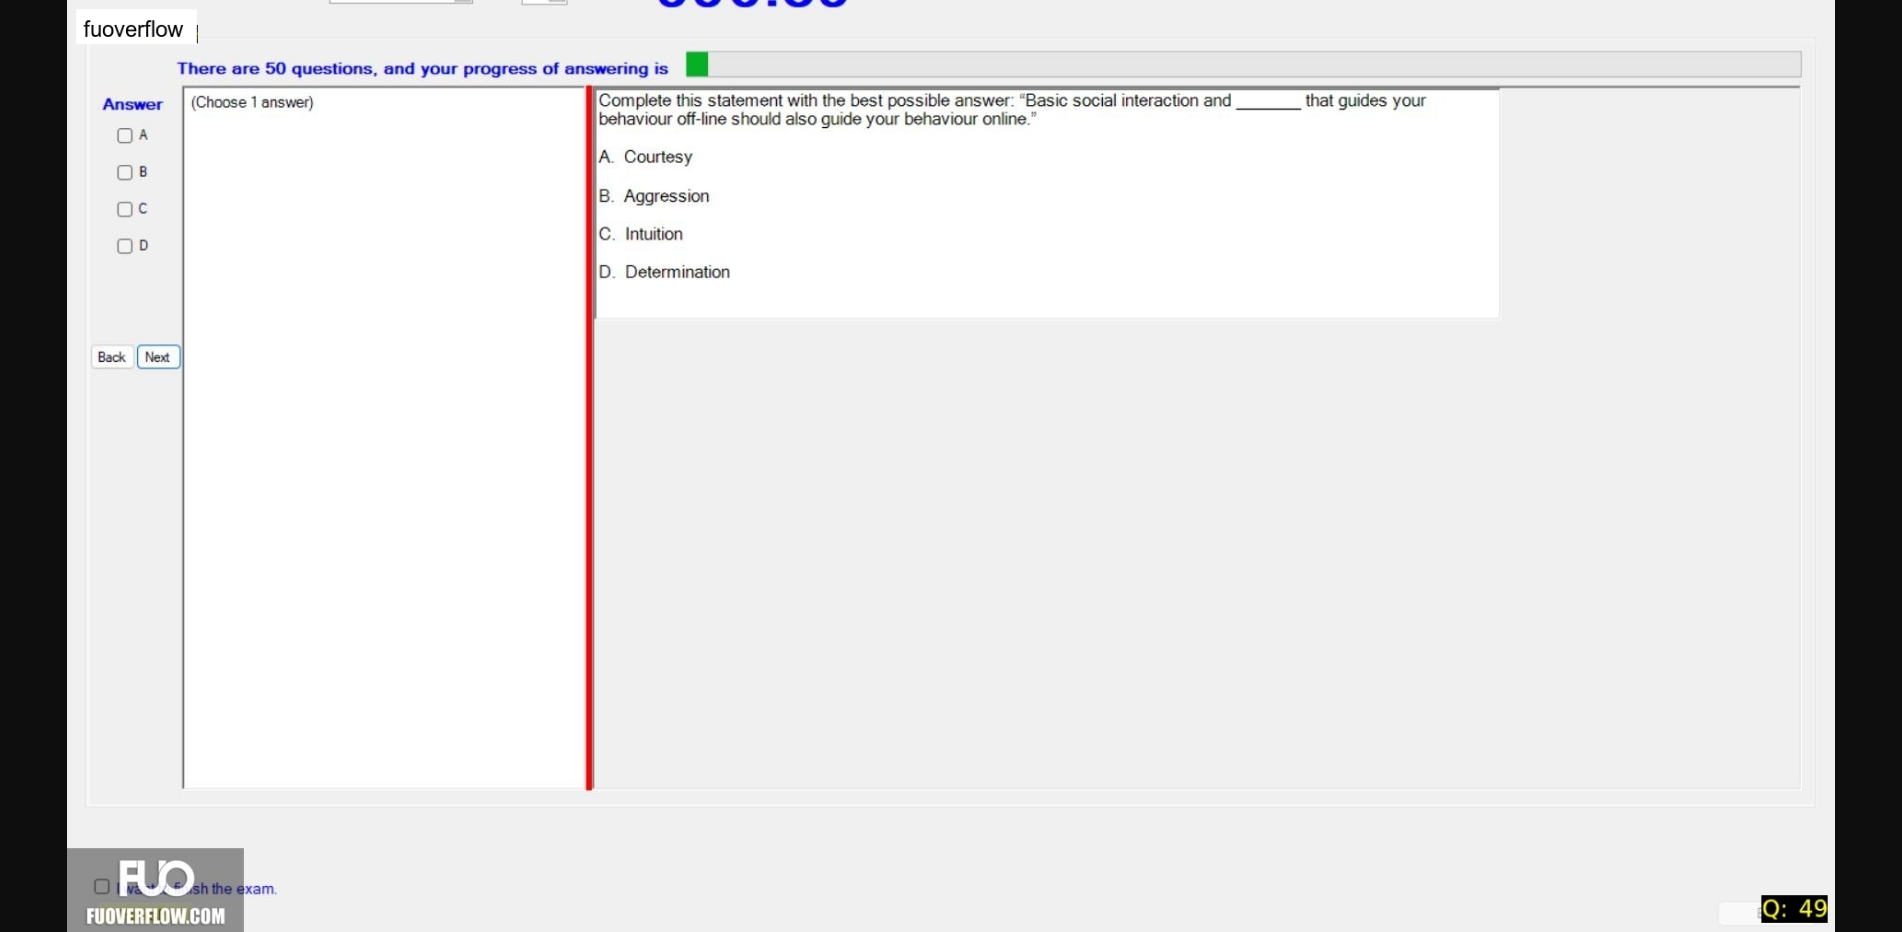 fuoverflow
There are 50 questions, and your progress of answering is
Answer
(Choose 1 answer)
A
B
C
D
Back Next
Complete this statement with the best possible answer: “Basic social interaction and _______ that guides your
behaviour off-line should also guide your behaviour online.”
A. Courtesy
B. Aggression
C. Intuition
D. Determination
FUO
sh the exam.
FUOVERFLOW.COM
Q: 49